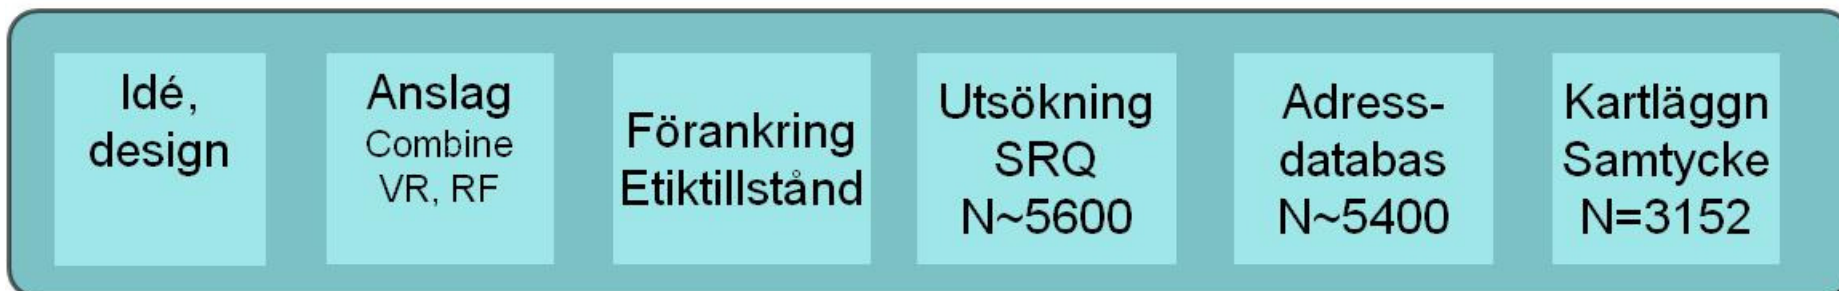 Idé,
design
Anslag
Combine
VR, RF
Förankring
Etiktillstånd
Utsökning
SRQ
N~5600
Adress-
databas
N~5400
Kartläggn
Samtycke
N=3152